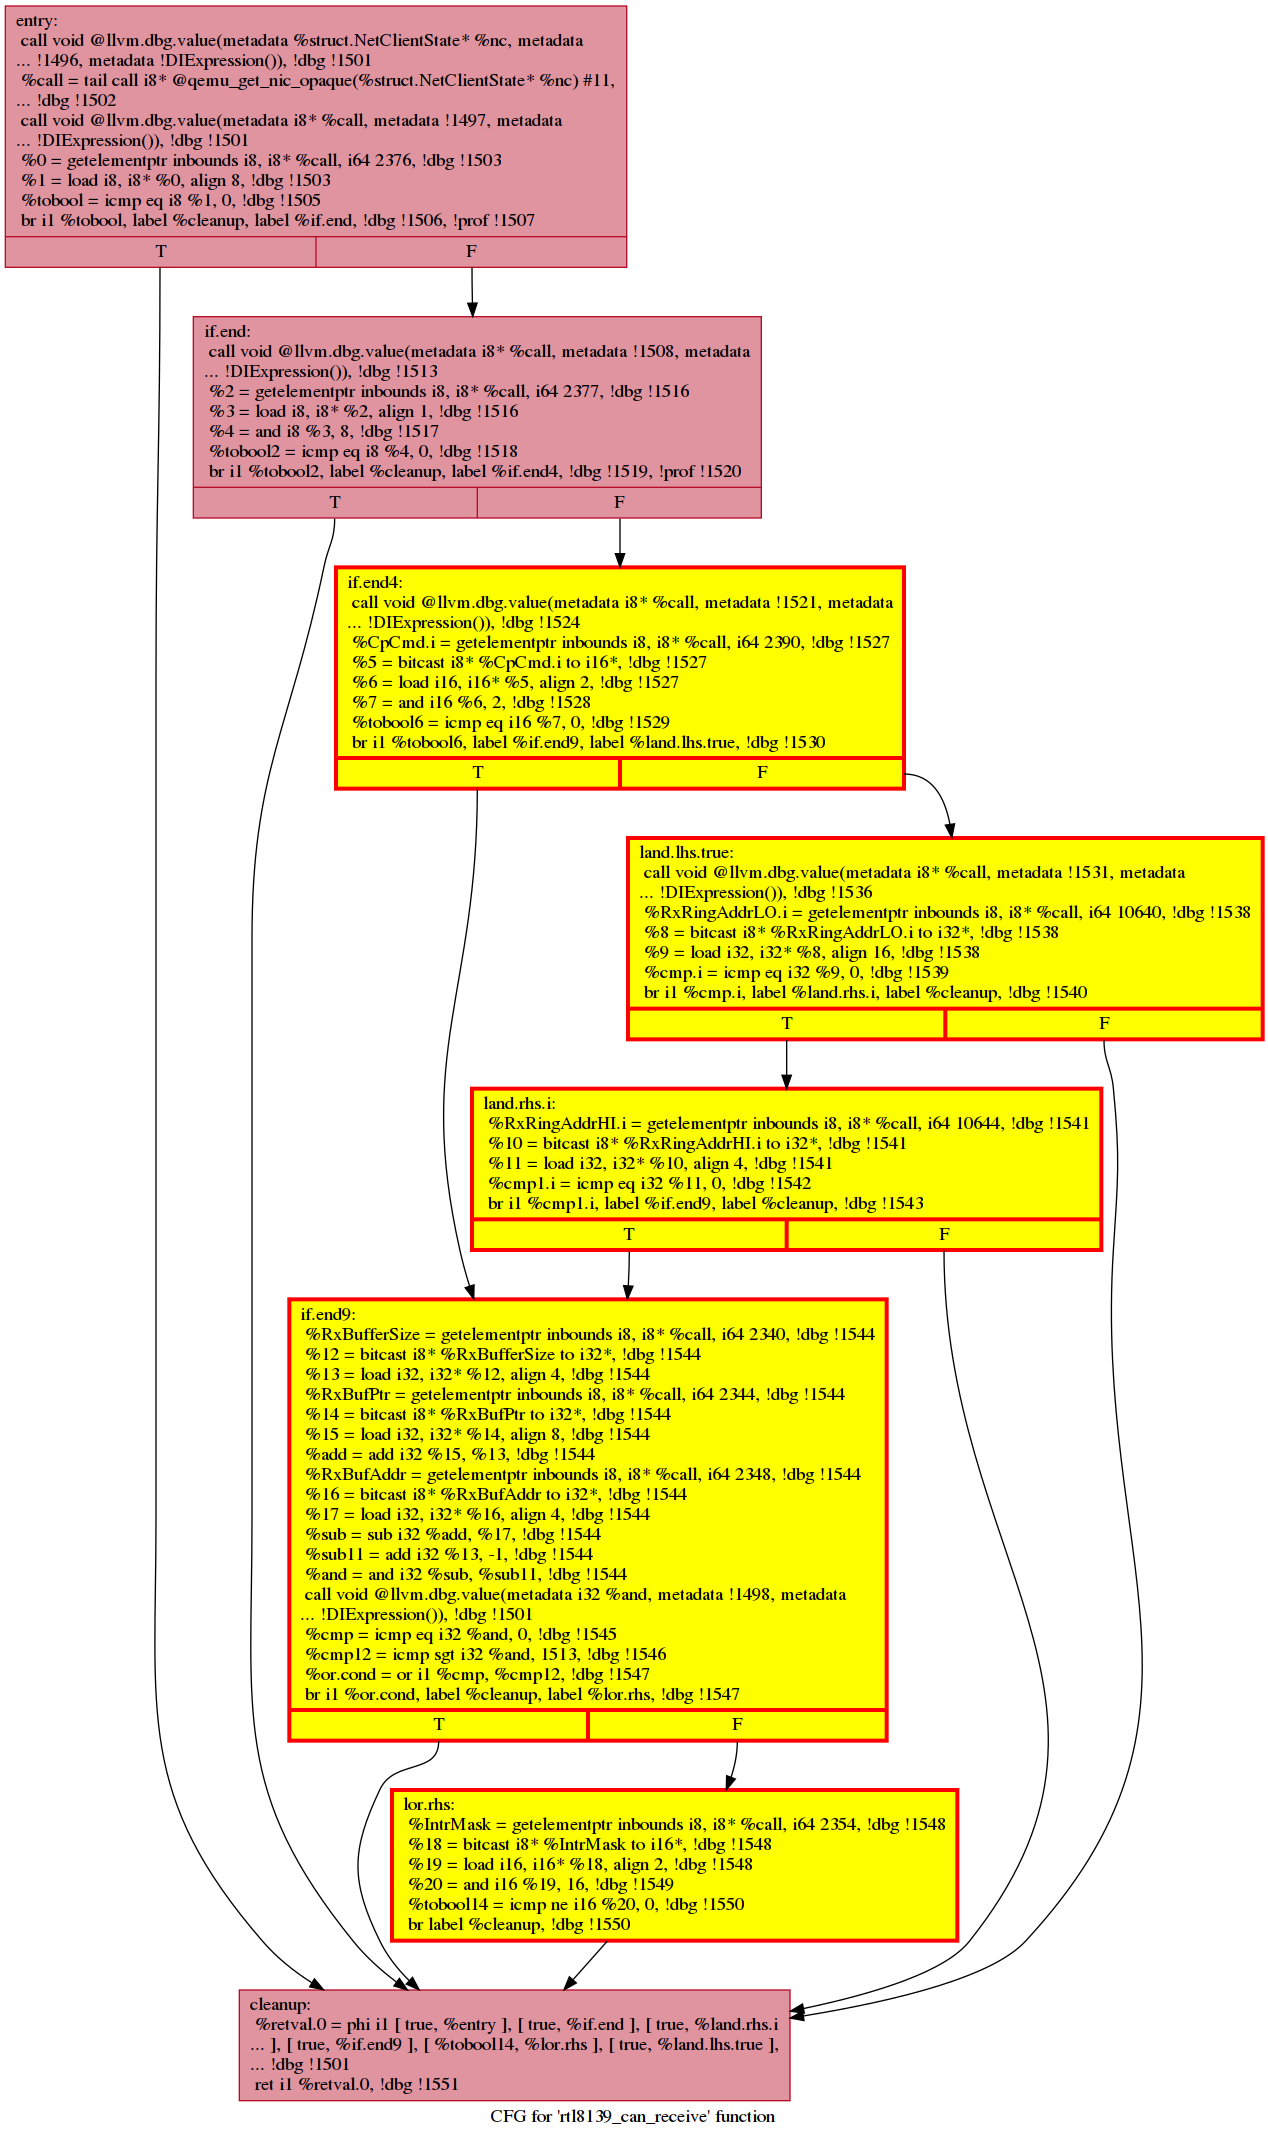 entry:
call void @llvm.dbg.value(metadata %struct.NetClientState* %nc, metadata
... !1496, metadata !DIExpression()), !dbg !1501
%call = tail call i8* @qemu_get_nic_opaque(%struct.NetClientState* %nc) #11,
... !dbg !1502
call void @llvm.dbg.value(metadata i8* %call, metadata !1497, metadata
... !DIExpression()), !dbg !1501
%0 = getelementptr inbounds i8, i8* %call, i64 2376, !dbg !1503
%1 = load i8, i8* %0, align 8, !dbg !1503
%tobool = icmp eq i8 %1, 0, !dbg !1505
br i1 %tobool, label %cleanup, label %if.end, !dbg !1506, !prof !1507
T F
if.end:
call void @llvm.dbg.value(metadata i8* %call, metadata !1508, metadata
... !DIExpression()), !dbg !1513
%2 = getelementptr inbounds i8, i8* %call, i64 2377, !dbg !1516
%3 = load i8, i8* %2, align 1, !dbg !1516
%4 = and i8 %3, 8, !dbg !1517
%tobool2 = icmp eq i8 %4, 0, !dbg !1518
br i1 %tobool2, label %cleanup, label %if.end4, !dbg !1519, !prof !1520
T F
if.end4:
call void @llvm.dbg.value(metadata i8* %call, metadata !1521, metadata
... !DIExpression()), !dbg !1524
%CpCmd.i = getelementptr inbounds i8, i8* %call, i64 2390, !dbg !1527
%5 = bitcast i8* %CpCmd.i to i16*, !dbg !1527
%6 = load i16, i16* %5, align 2, !dbg !1527
%7 = and i16 %6, 2, !dbg !1528
%tobool6 = icmp eq i16 %7, 0, !dbg !1529
br i1 %tobool6, label %if.end9, label %land.lhs.true, !dbg !1530
T F
land.lhs.true:
call void @llvm.dbg.value(metadata i8* %call, metadata !1531, metadata
... !DIExpression()), !dbg !1536
%RxRingAddrLO.i = getelementptr inbounds i8, i8* %call, i64 10640, !dbg !1538
%8 = bitcast i8* %RxRingAddrLO.i to i32*, !dbg !1538
%9 = load i32, i32* %8, align 16, !dbg !1538
%cmp.i = icmp eq i32 %9, 0, !dbg !1539
br i1 %cmp.i, label %land.rhs.i, label %cleanup, !dbg !1540
T F
land.rhs.i:
%RxRingAddrHI.i = getelementptr inbounds i8, i8* %call, i64 10644, !dbg !1541
%10 = bitcast i8* %RxRingAddrHI.i to i32*, !dbg !1541
%11 = load i32, i32* %10, align 4, !dbg !1541
%cmp1.i = icmp eq i32 %11, 0, !dbg !1542
br i1 %cmp1.i, label %if.end9, label %cleanup, !dbg !1543
T F
if.end9:
%RxBufferSize = getelementptr inbounds i8, i8* %call, i64 2340, !dbg !1544
%12 = bitcast i8* %RxBufferSize to i32*, !dbg !1544
%13 = load i32, i32* %12, align 4, !dbg !1544
%RxBufPtr = getelementptr inbounds i8, i8* %call, i64 2344, !dbg !1544
%14 = bitcast i8* %RxBufPtr to i32*, !dbg !1544
%15 = load i32, i32* %14, align 8, !dbg !1544
%add = add i32 %15, %13, !dbg !1544
%RxBufAddr = getelementptr inbounds i8, i8* %call, i64 2348, !dbg !1544
%16 = bitcast i8* %RxBufAddr to i32*, !dbg !1544
%17 = load i32, i32* %16, align 4, !dbg !1544
%sub = sub i32 %add, %17, !dbg !1544
%sub11 = add i32 %13, -1, !dbg !1544
%and = and i32 %sub, %sub11, !dbg !1544
call void @llvm.dbg.value(metadata i32 %and, metadata !1498, metadata
... !DIExpression()), !dbg !1501
%cmp = icmp eq i32 %and, 0, !dbg !1545
%cmp12 = icmp sgt i32 %and, 1513, !dbg !1546
%or.cond = or i1 %cmp, %cmp12, !dbg !1547
br i1 %or.cond, label %cleanup, label %lor.rhs, !dbg !1547
T F
lor.rhs:
%IntrMask = getelementptr inbounds i8, i8* %call, i64 2354, !dbg !1548
%18 = bitcast i8* %IntrMask to i16*, !dbg !1548
%19 = load i16, i16* %18, align 2, !dbg !1548
%20 = and i16 %19, 16, !dbg !1549
%tobool14 = icmp ne i16 %20, 0, !dbg !1550
br label %cleanup, !dbg !1550
cleanup:
%retval.0 = phi i1 [ true, %entry ], [ true, %if.end ], [ true, %land.rhs.i
... ], [ true, %if.end9 ], [ %tobool14, %lor.rhs ], [ true, %land.lhs.true ],
... !dbg !1501
ret i1 %retval.0, !dbg !1551
CFG for 'rtl8139_can_receive' function